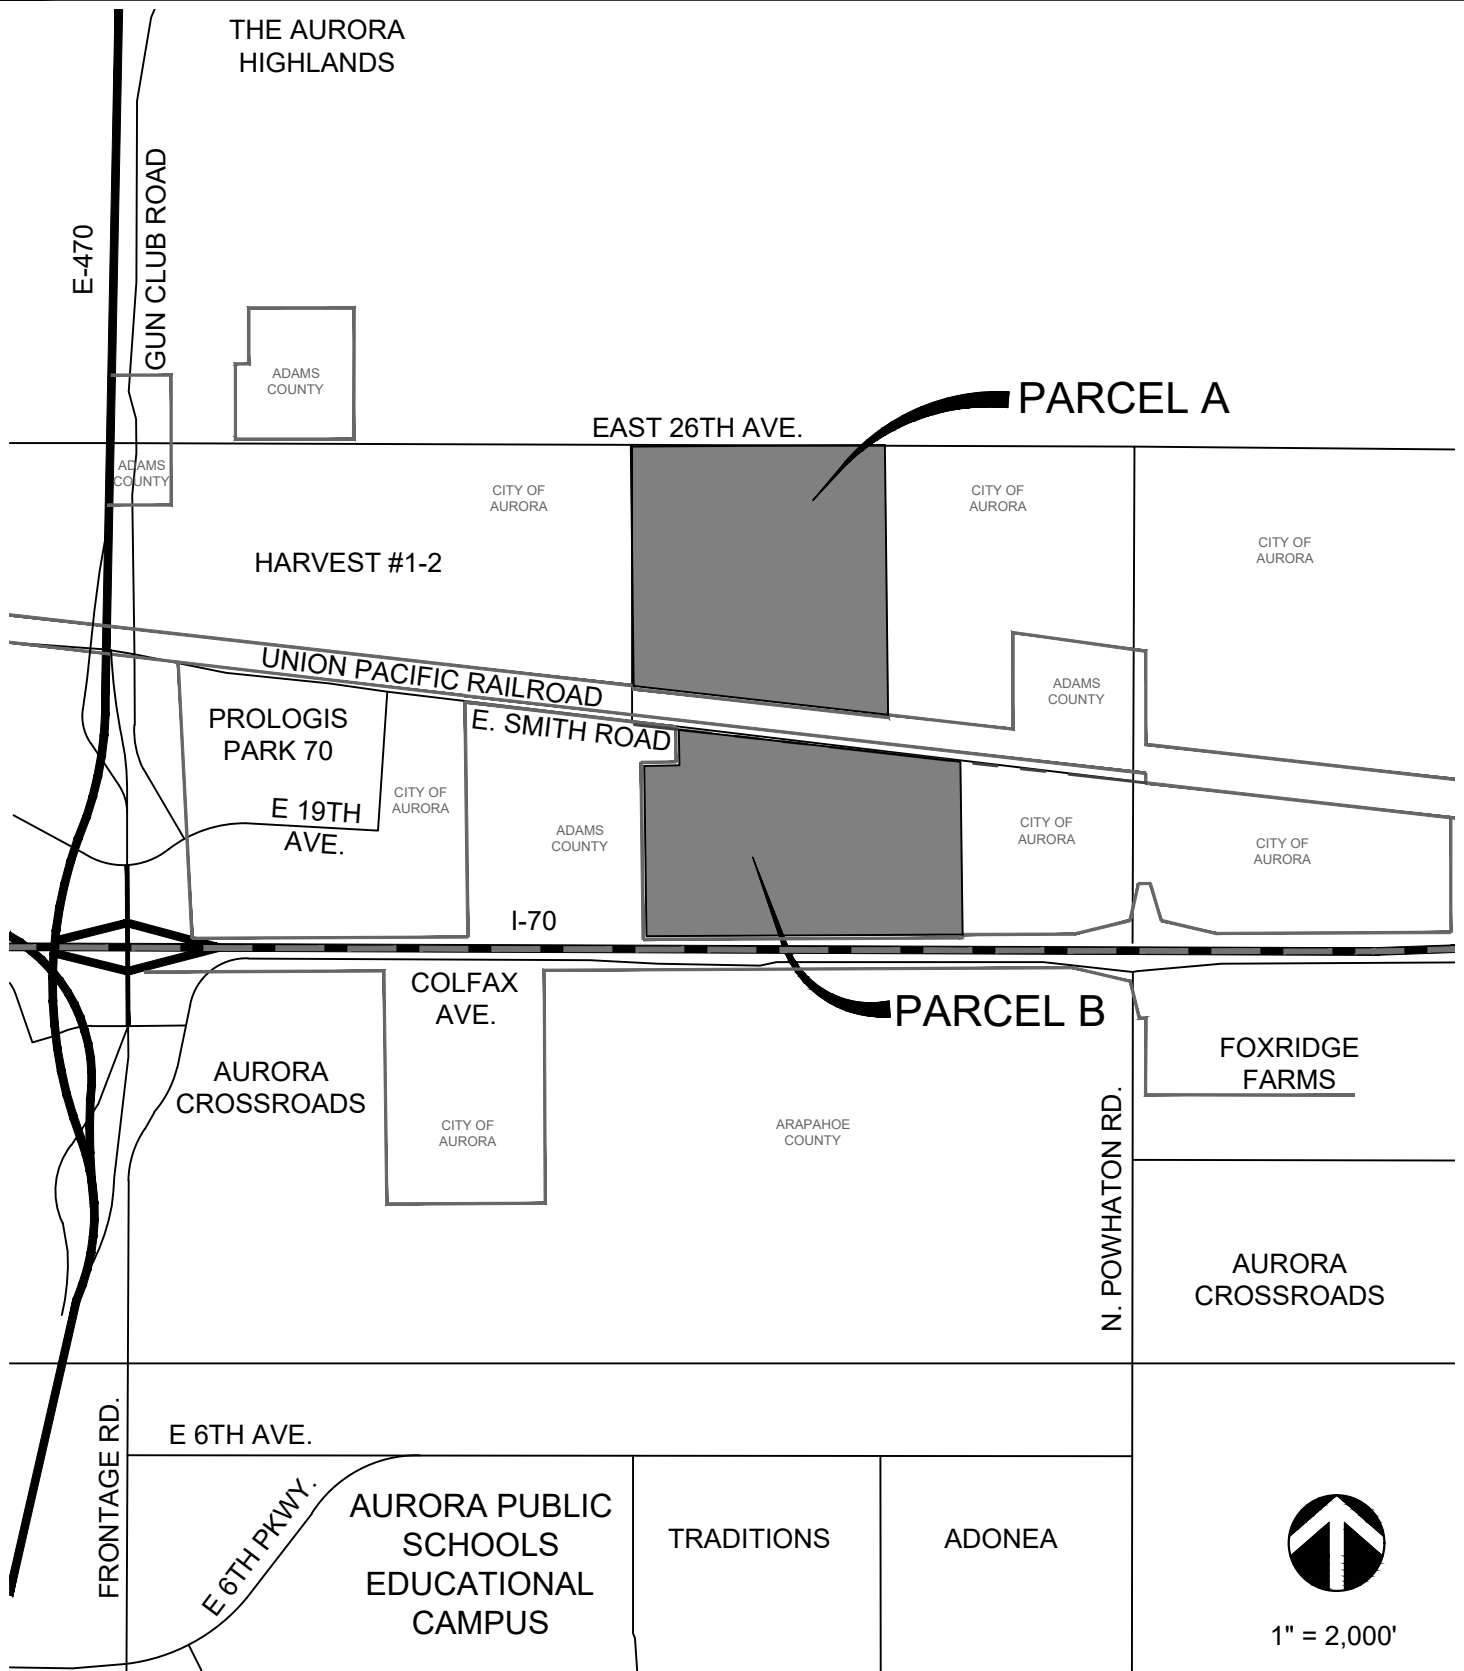 THE AURORA
HIGHLANDS
E-470
GUN CLUB ROAD
ADAMS
COUNTY
PARCEL A
EAST 26TH AVE.
ADAMS
COUNTY
CITY OF
AURORA
CITY OF
AURORA
CITY OF
AURORA
HARVEST #1-2
UNION PACIFIC RAILROAD
E. SMITH ROAD
ADAMS
COUNTY
PROLOGIS
PARK 70
CITY OF
AURORA
E 19TH
AVE.
ADAMS
COUNTY
CITY OF
AURORA
CITY OF
AURORA
I-70
COLFAX
AVE.
PARCEL B
AURORA
CROSSROADS
CITY OF
AURORA
ARAPAHOE
COUNTY
FOXRIDGE
FARMS
N. POWHATON RD.
AURORA
CROSSROADS
FRONTAGE RD.
E 6TH AVE.
E 6TH PKWY.
AURORA PUBLIC
SCHOOLS
EDUCATIONAL
CAMPUS
TRADITIONS
ADONEA
1" = 2,000'